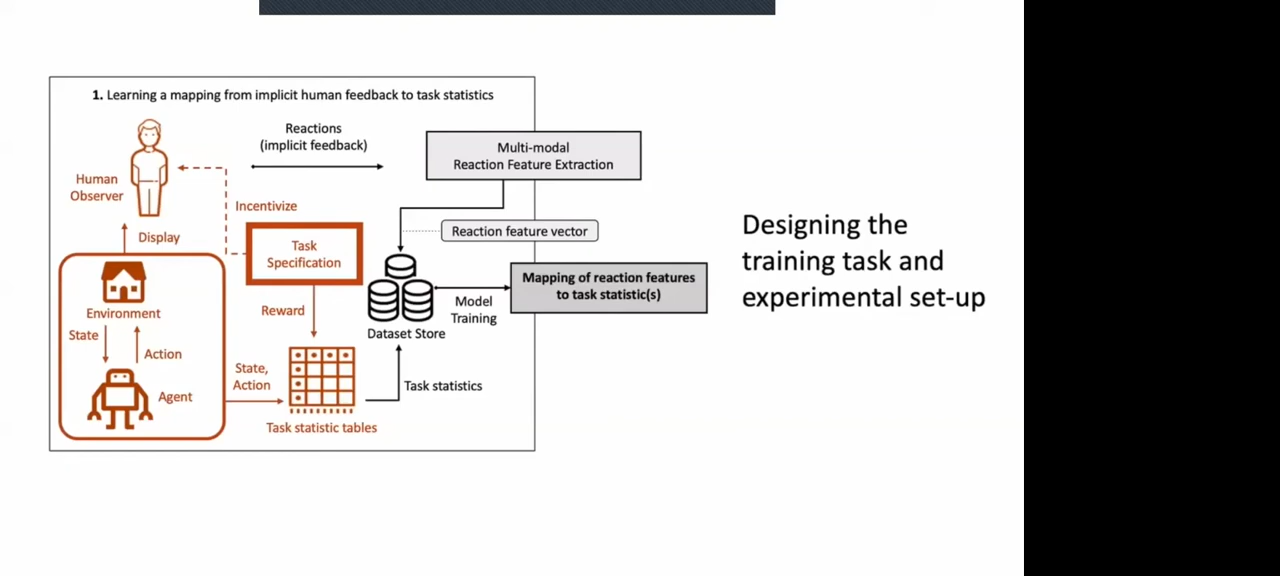 1. Learning a mapping from implicit human feedback to task statistics
Reactions
(implicit feedback)
Multi-modal
Reaction Feature Extraction
Human
Observer
Incentivize
Reaction feature vector
Display
Task
Specification
Mapping of reaction features
to task statistic(s)
Environment
Reward
Model
Training
Dataset Store
State
Action
State,
Action
Agent
Task statistics
Task statistic tables
Designing the
training task and
experimental set-up